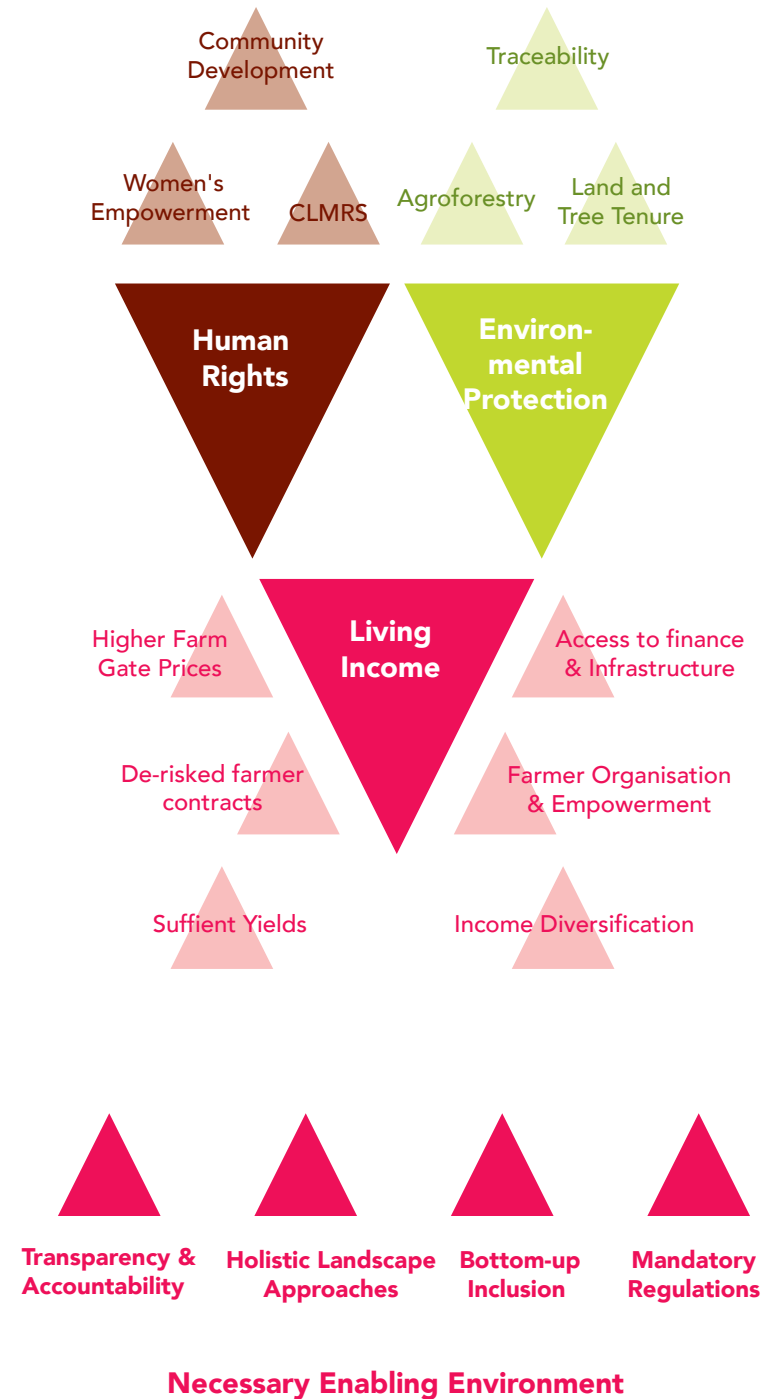 Community
Development
Traceability
Women's
Empowerment
CLMRS
Agroforestry
Land and
Tree Tenure
Human
Rights
Environ-
mental
Protection
Living
Income
Higher Farm
Gate Prices
Access to finance
& Infrastructure
De-risked farmer
contracts
Farmer Organisation
& Empowerment
Suffient Yields
Income Diversification
Transparency &
Accountability
Holistic Landscape
Approaches
Bottom-up
Inclusion
Mandatory
Regulations
Necessary Enabling Environment